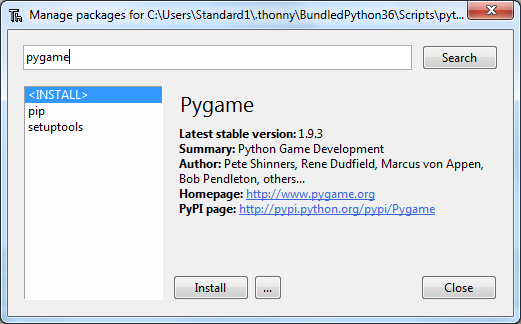 Manage packages for C:\Users\Standard1\.thonny\BundledPython36\Scripts\pyt...
pygame
Search
<INSTALL>
pip
setuptools
Pygame
Latest stable version: 1.9.3
Summary: Python Game Development
Author: Pete Shinners, Rene Dudfield, Marcus von Appen,
Bob Pendleton, others...
Homepage: http://www.pygame.org
PyPI page: http://pypi.python.org/pypi/Pygame
Install
...
Close